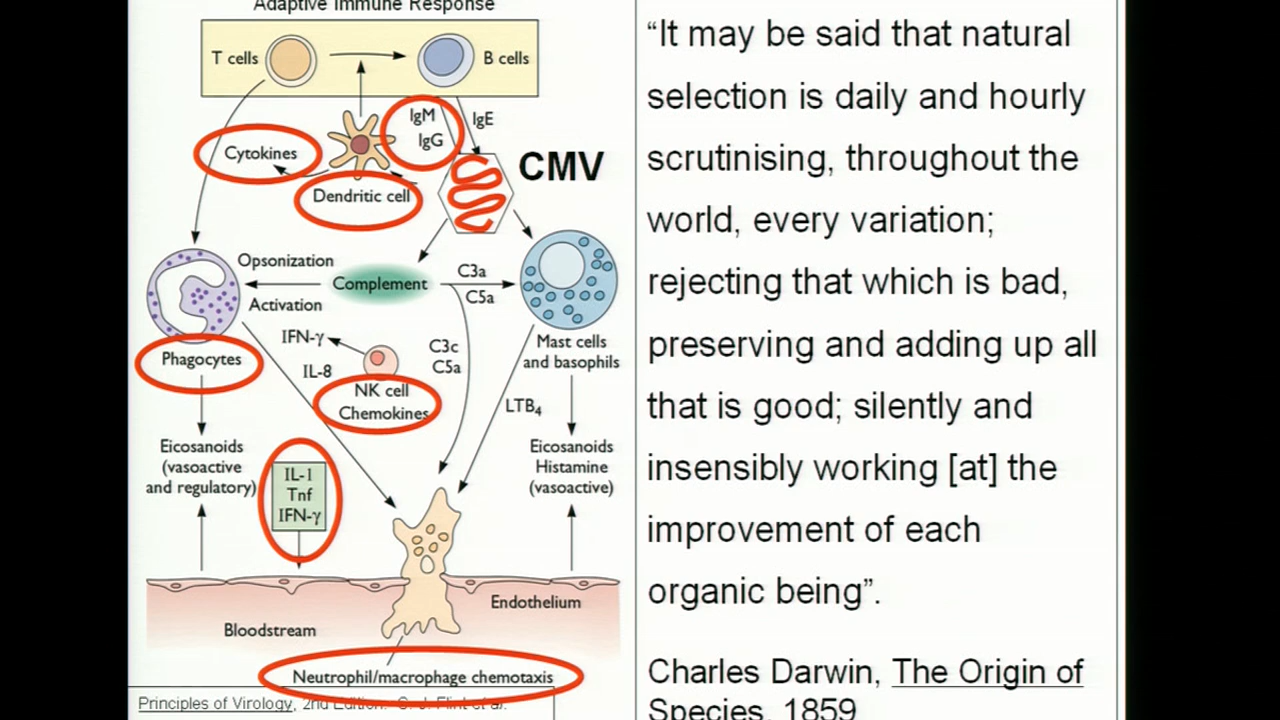 Adaptive Immune Response
T cells
B cells
IgM
IgE
IgG
Cytokines
CMV
Dendritic cell
Opsonization
Complement
C3a
C5a
Activation
IFN-γ
Mast cells
and basophils
C3c
C5a
Phagocytes
IL-8
NK cell
Chemokines
LTB4
Eicosanoids
(vasoactive
and regulatory)
Eicosanoids
Histamine
(vasoactive)
IL-1
Tnf
IFN-γ
Endothelium
Bloodstream
Neutrophil/macrophage chemotaxis
Principles of Virology, 2nd Edition. S. J. Flint et al.
“It may be said that natural
selection is daily and hourly
scrutinising, throughout the
world, every variation;
rejecting that which is bad,
preserving and adding up all
that is good; silently and
insensibly working [at] the
improvement of each
organic being”.
Charles Darwin, The Origin of
Species, 1859